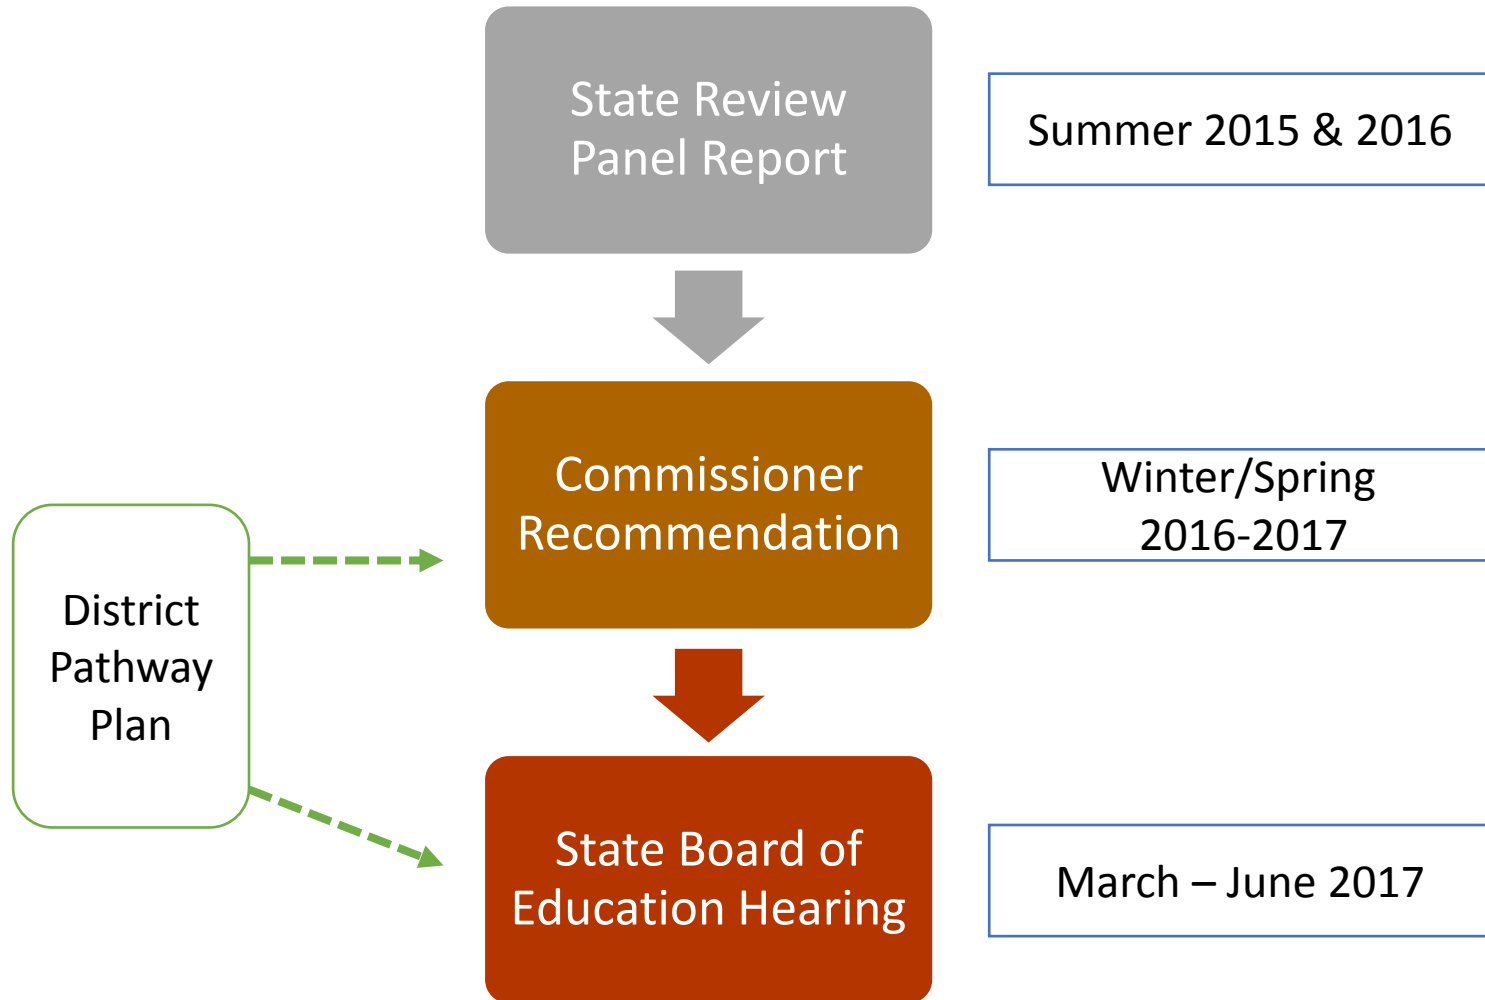 State Review
Panel Report
Summer 2015 & 2016
Commissioner
Recommendation
Winter/Spring
2016-2017
District
Pathway
Plan
State Board of
Education Hearing
March – June 2017